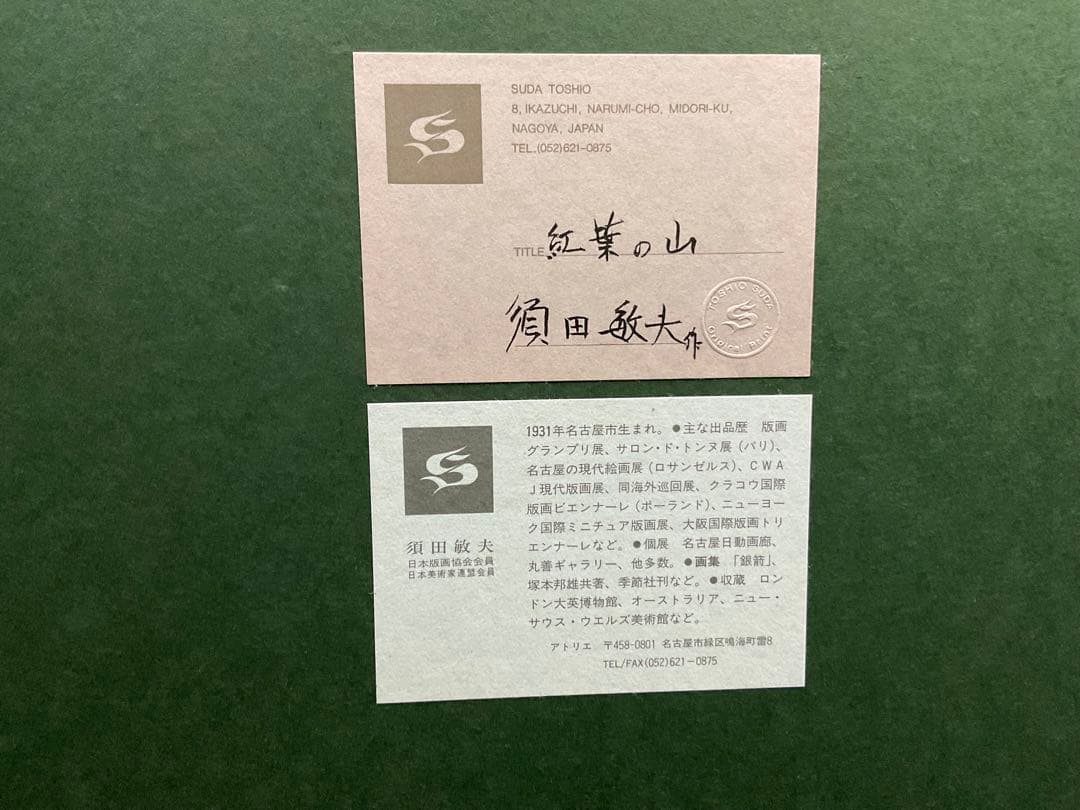 SUDA TOSHIO
8, IKAZUCHI, NARUMI-CHO, MIDORI-KU,
NAGOYA, JAPAN
TEL.(052)621-0875
TITLE 紅葉の山
須田敏夫作
TOSHIO SUDA
Original Print
1931年名古屋市生まれ。●主な出品歴 版画
グランプリ展、サロン・ド・トンヌ展(パリ)、
名古屋の現代絵画展(ロサンゼルス)、CWA
J現代版画展、同海外巡回展、クラコウ国際
版画ビエンナーレ(ポーランド)、ニューヨー
ク国際ミニチュア版画展、大阪国際版画トリ
エンナーレなど。●個展 名古屋日動画廊、
丸善ギャラリー、他多数。●画集 「銀箭」、
塚本邦雄共著、季節社刊など。●収蔵 ロン
ドン大英博物館、オーストラリア、ニュー・
サウス・ウエルズ美術館など。
須田敏夫
日本版画協会会員
日本美術家連盟会員
アトリエ 〒458-0801 名古屋市緑区鳴海町雷8
TEL/FAX(052)621-0875